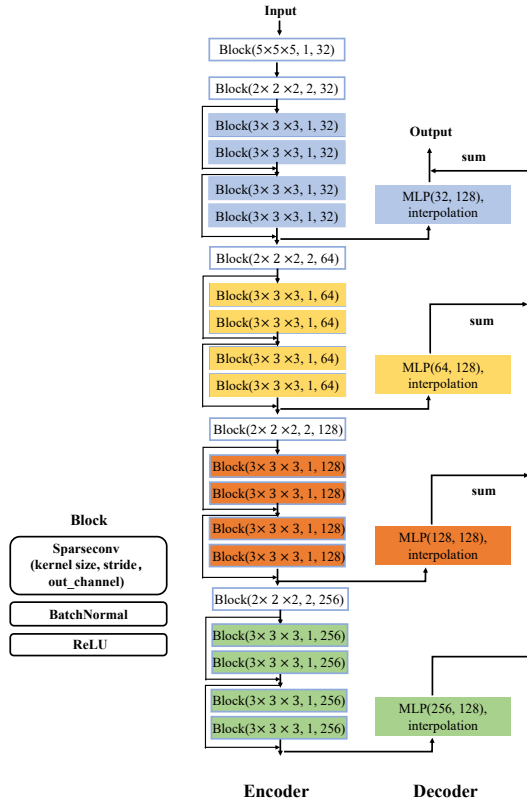 Input
Block(5×5×5, 1, 32)
Block(2× 2 ×2, 2, 32)
Block(3× 3 ×3, 1, 32)
Block(3× 3 ×3, 1, 32)
Block(3× 3 ×3, 1, 32)
Block(3× 3 ×3, 1, 32)
Output
sum
MLP(32, 128),
interpolation
Block(2× 2 ×2, 2, 64)
Block(3× 3 ×3, 1, 64)
Block(3× 3 ×3, 1, 64)
Block(3× 3 ×3, 1, 64)
Block(3× 3 ×3, 1, 64)
sum
MLP(64, 128),
interpolation
Block(2× 2 ×2, 2, 128)
Block(3× 3 × 3, 1, 128)
Block(3× 3 × 3, 1, 128)
Block(3× 3 × 3, 1, 128)
Block(3× 3 × 3, 1, 128)
sum
MLP(128, 128),
interpolation
Block
Sparseconv
(kernel size, stride,
out_channel)
BatchNormal
ReLU
Block(2× 2 ×2, 2, 256)
Block(3× 3 × 3, 1, 256)
Block(3× 3 × 3, 1, 256)
Block(3× 3 × 3, 1, 256)
Block(3× 3 × 3, 1, 256)
MLP(256, 128),
interpolation
Encoder
Decoder